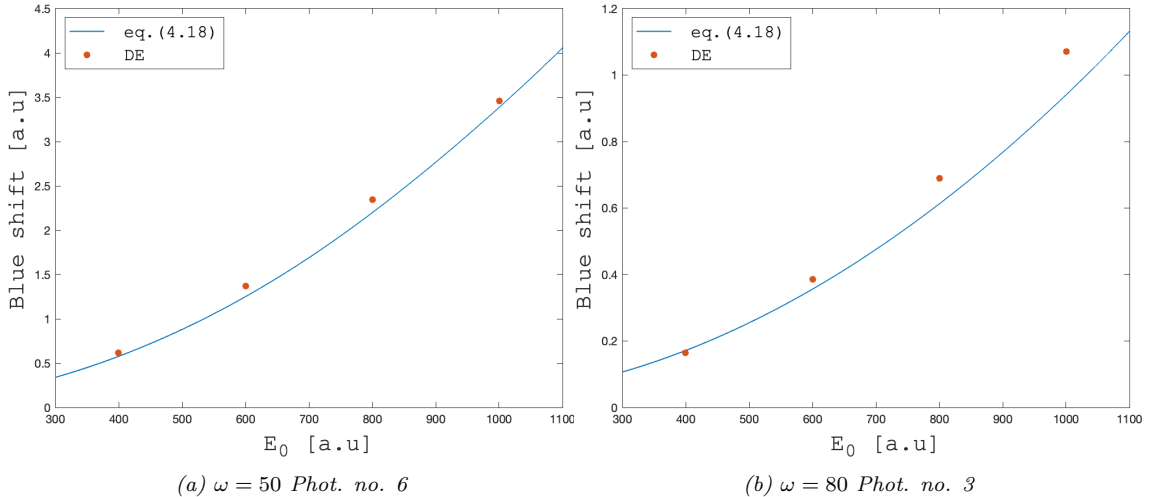 4.5
4
3.5
3
2.5
2
1.5
1
0.5
0
Blue shift [a.u]
eq.(4.18)
DE
300 400 500 600 700 800 900 1000 1100
E₀ [a.u]
(a) ω = 50 Phot. no. 6
1.2
1
0.8
0.6
0.4
0.2
0
Blue shift [a.u]
eq.(4.18)
DE
300 400 500 600 700 800 900 1000 1100
E₀ [a.u]
(b) ω = 80 Phot. no. 3